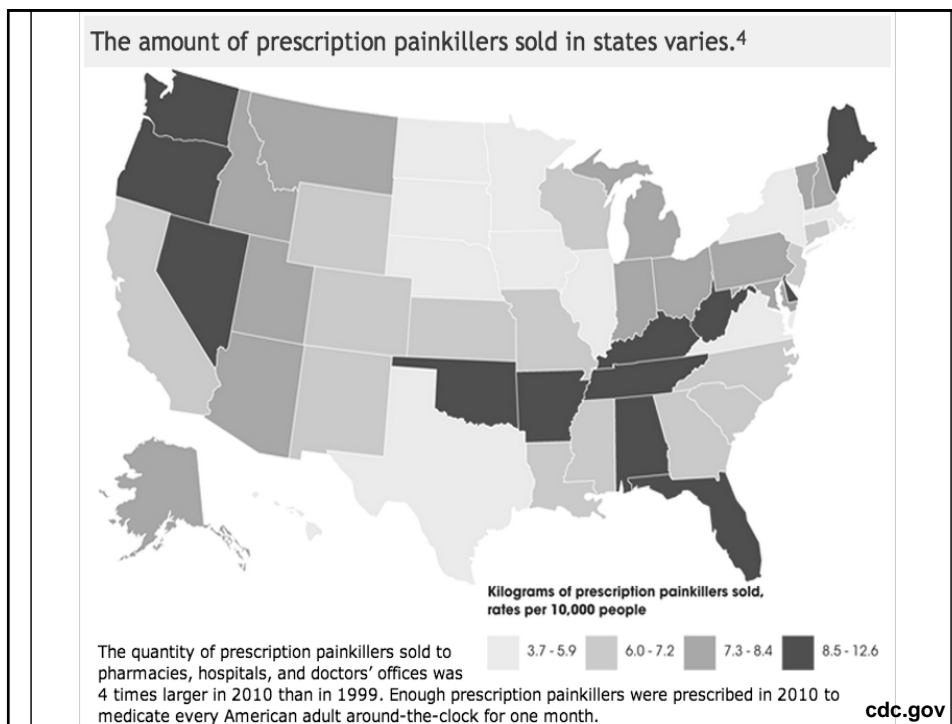 The amount of prescription painkillers sold in states varies.4
Kilograms of prescription painkillers sold,
rates per 10,000 people
3.7 - 5.9 6.0 - 7.2 7.3 - 8.4 8.5 - 12.6
The quantity of prescription painkillers sold to
pharmacies, hospitals, and doctors' offices was
4 times larger in 2010 than in 1999. Enough prescription painkillers were prescribed in 2010 to
medicate every American adult around-the-clock for one month.
cdc.gov